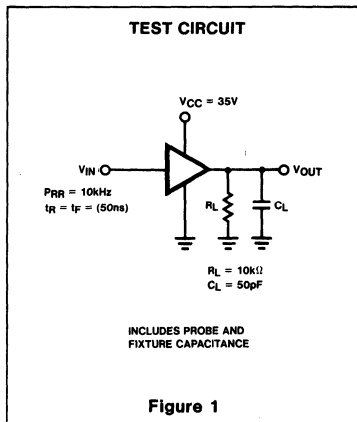 TEST CIRCUIT
VCC = 35V
VIN
VOUT
PRR = 10kHz
tR = tF = (50ns)
RL
CL
RL = 10kΩ
CL = 50pF
INCLUDES PROBE AND
FIXTURE CAPACITANCE
Figure 1